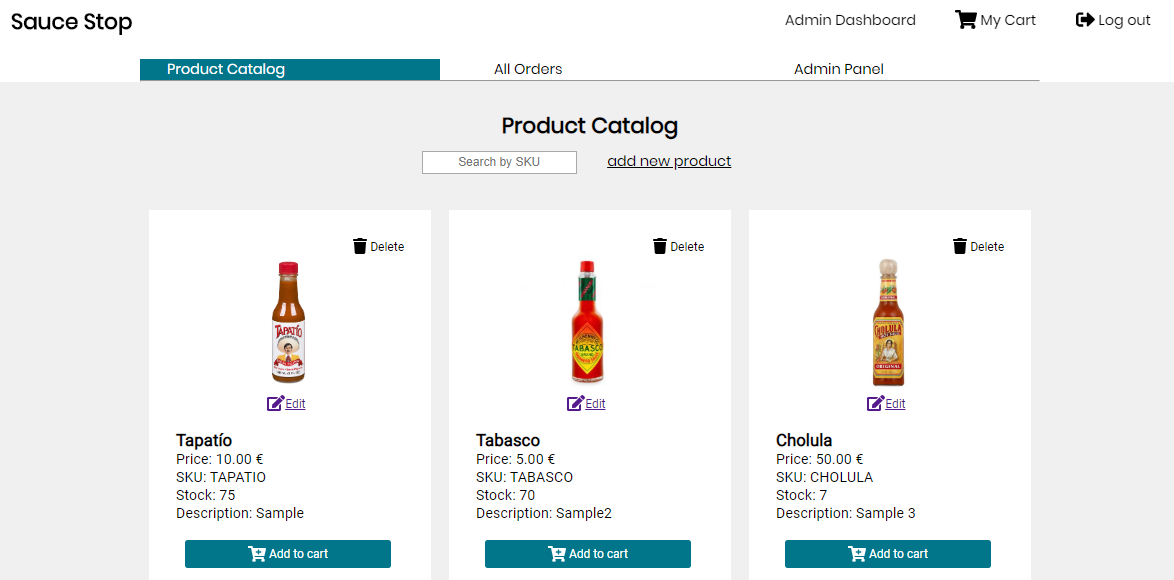 Sauce Stop
Admin Dashboard
My Cart
Log out
Product Catalog
All Orders
Admin Panel
Product Catalog
Search by SKU
add new product
Delete
TAPATÍO
Edit
Tapatío
Price: 10.00 €
SKU: TAPATIO
Stock: 75
Description: Sample
Add to cart
Delete
TABASCO
Edit
Tabasco
Price: 5.00 €
SKU: TABASCO
Stock: 70
Description: Sample2
Add to cart
Delete
CHOLULA
ORIGINAL
Edit
Cholula
Price: 50.00 €
SKU: CHOLULA
Stock: 7
Description: Sample 3
Add to cart